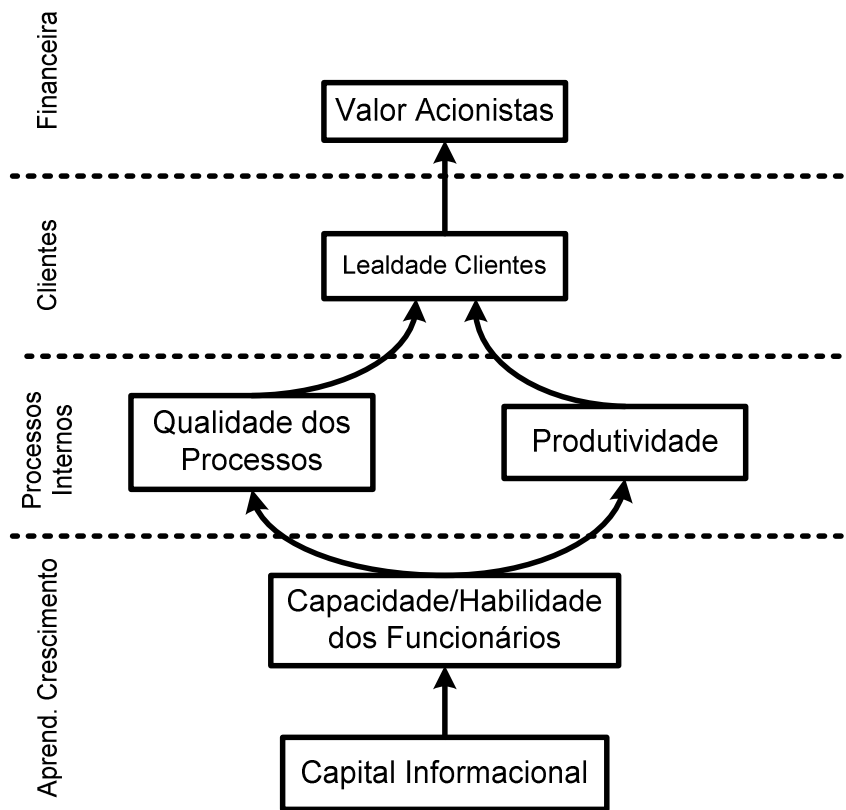 Financeira
Valor Acionistas
Clientes
Lealdade Clientes
Processos
Internos
Qualidade dos
Processos
Produtividade
Aprend. Crescimento
Capacidade/Habilidade
dos Funcionários
Capital Informacional